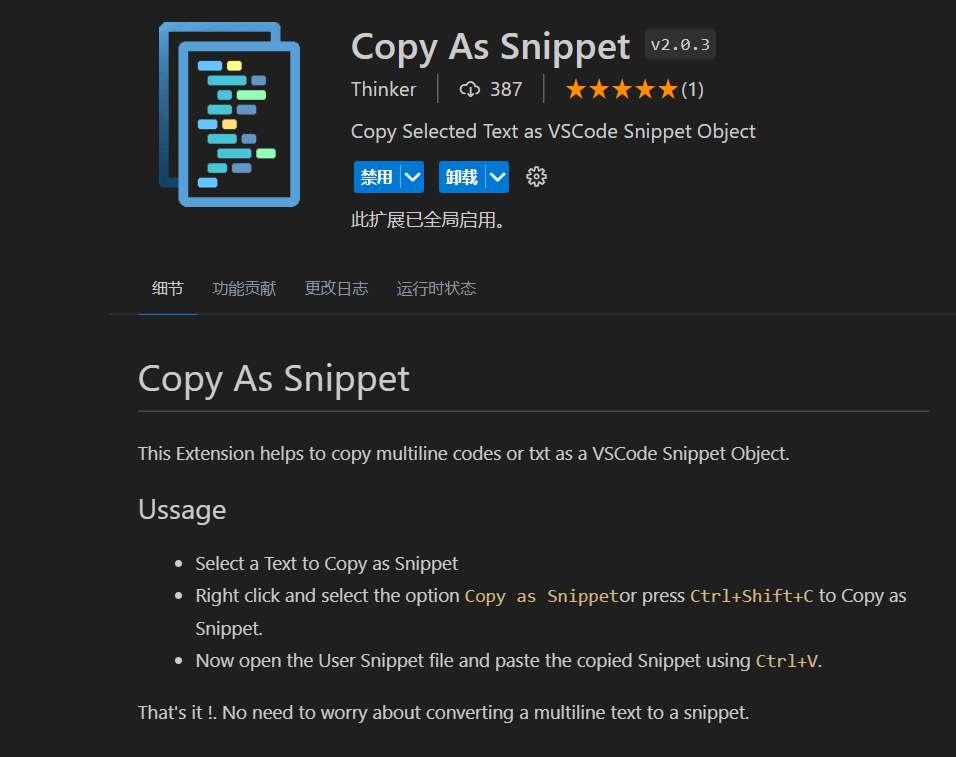 Copy As Snippet v2.0.3
Thinker 387 (1)
Copy Selected Text as VSCode Snippet Object
禁用 卸载
此扩展已全局启用。
细节 功能贡献 更改日志 运行时状态
Copy As Snippet
This Extension helps to copy multiline codes or txt as a VSCode Snippet Object.
Ussage
Select a Text to Copy as Snippet
Right click and select the option Copy as Snippetor press Ctrl+Shift+C to Copy as
Snippet.
Now open the User Snippet file and paste the copied Snippet using Ctrl+V.
That's it !. No need to worry about converting a multiline text to a snippet.